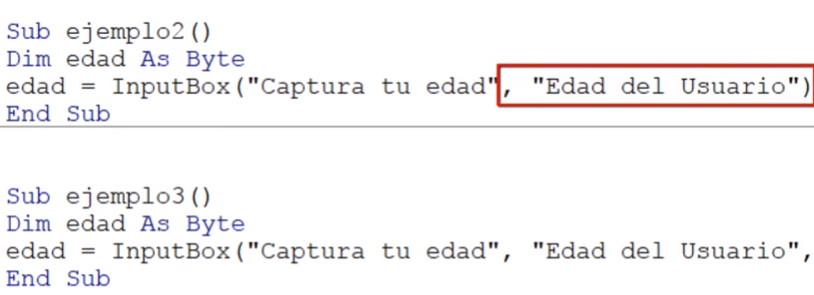 Sub ejemplo2()
Dim edad As Byte
edad = InputBox("Captura tu edad", "Edad del Usuario")
End Sub
Sub ejemplo3()
Dim edad As Byte
edad = InputBox("Captura tu edad", "Edad del Usuario",
End Sub